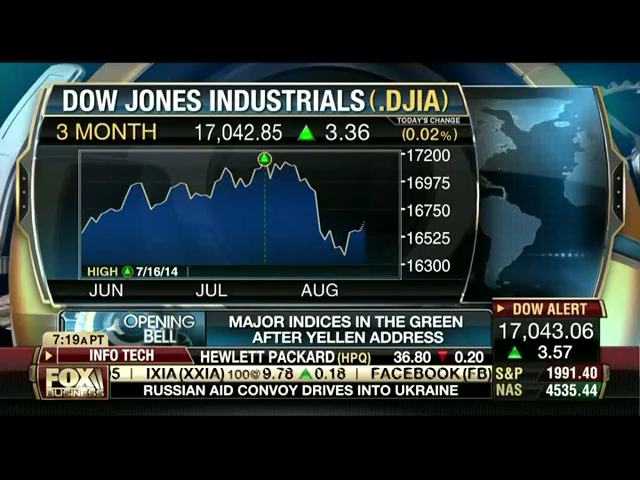 DOW JONES INDUSTRIALS (.DJIA)
3 MONTH 17,042.85 3.36 TODAY'S CHANGE (0.02%)
17200
16975
16750
16525
16300
HIGH 7/16/14
JUN JUL AUG
7:19A PT
OPENING BELL
MAJOR INDICES IN THE GREEN
AFTER YELLEN ADDRESS
DOW ALERT
17,043.06
3.57
INFO TECH HEWLETT PACKARD (HPQ) 36.80 0.20
5 IXIA(XXIA) 100@9.78 0.18 FACEBOOK(FB)
S&P 1991.40
FOX BUSINESS
RUSSIAN AID CONVOY DRIVES INTO UKRAINE
NAS 4535.44